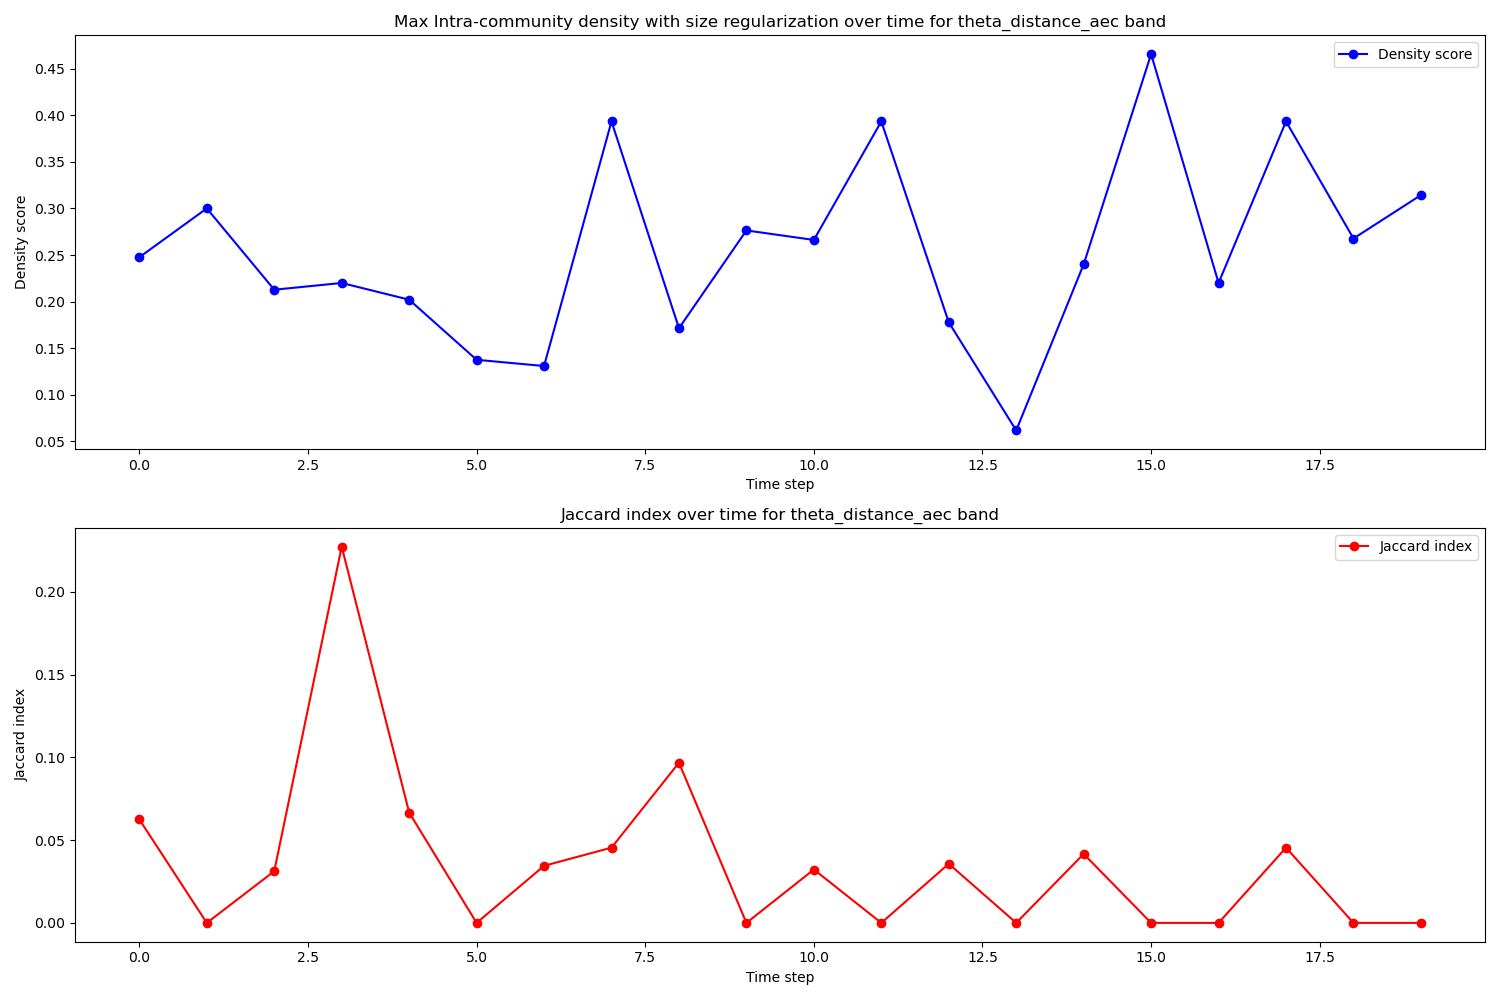 Max Intra-community density with size regularization over time for theta_distance_aec band
Density score
0.45
0.40
0.35
0.30
0.25
0.20
0.15
0.10
0.05
Density score
0.0 2.5 5.0 7.5 10.0 12.5 15.0 17.5
Time step
Jaccard index over time for theta_distance_aec band
Jaccard index
0.20
0.15
0.10
0.05
0.00
Jaccard index
0.0 2.5 5.0 7.5 10.0 12.5 15.0 17.5
Time step